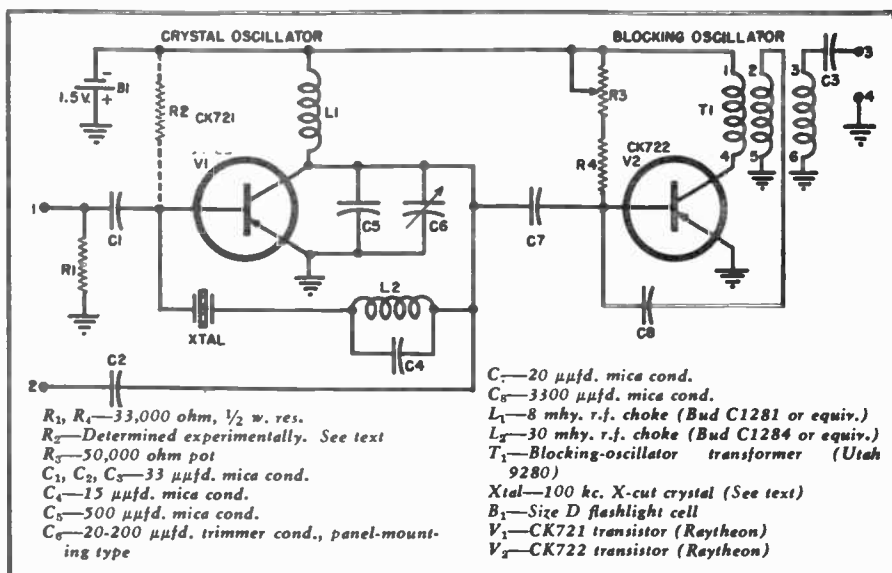 CRYSTAL OSCILLATOR
BLOCKING OSCILLATOR
B1
1.5V.
-
+
R2
CK721
V1
L1
C5
C6
1
C1
R1
XTAL
L2
C4
C2
2
C7
R3
R4
CK722
V2
C8
T1
1
2
3
4
5
6
C3
3
4
R₁, R₄—33,000 ohm, ½ w. res.
R₂—Determined experimentally. See text
R₃—50,000 ohm pot
C₁, C₂, C₃—33 µµfd. mica cond.
C₄—15 µµfd. mica cond.
C₅—500 µµfd. mica cond.
C₆—20-200 µµfd. trimmer cond., panel-mount-
ing type
C₇—20 µµfd. mica cond.
C₈—3300 µµfd. mica cond.
L₁—8 mhy. r.f. choke (Bud C1281 or equiv.)
L₂—30 mhy. r.f. choke (Bud C1284 or equiv.)
T₁—Blocking-oscillator transformer (Utah
9280)
Xtal—100 kc. X-cut crystal (See text)
B₁—Size D flashlight cell
V₁—CK721 transistor (Raytheon)
V₂—CK722 transistor (Raytheon)